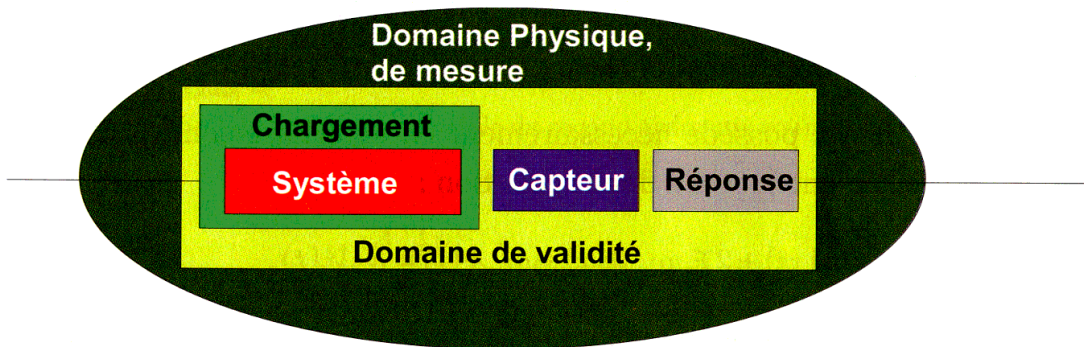 Domaine Physique,
de mesure
Chargement
Système
Capteur
Réponse
Domaine de validité